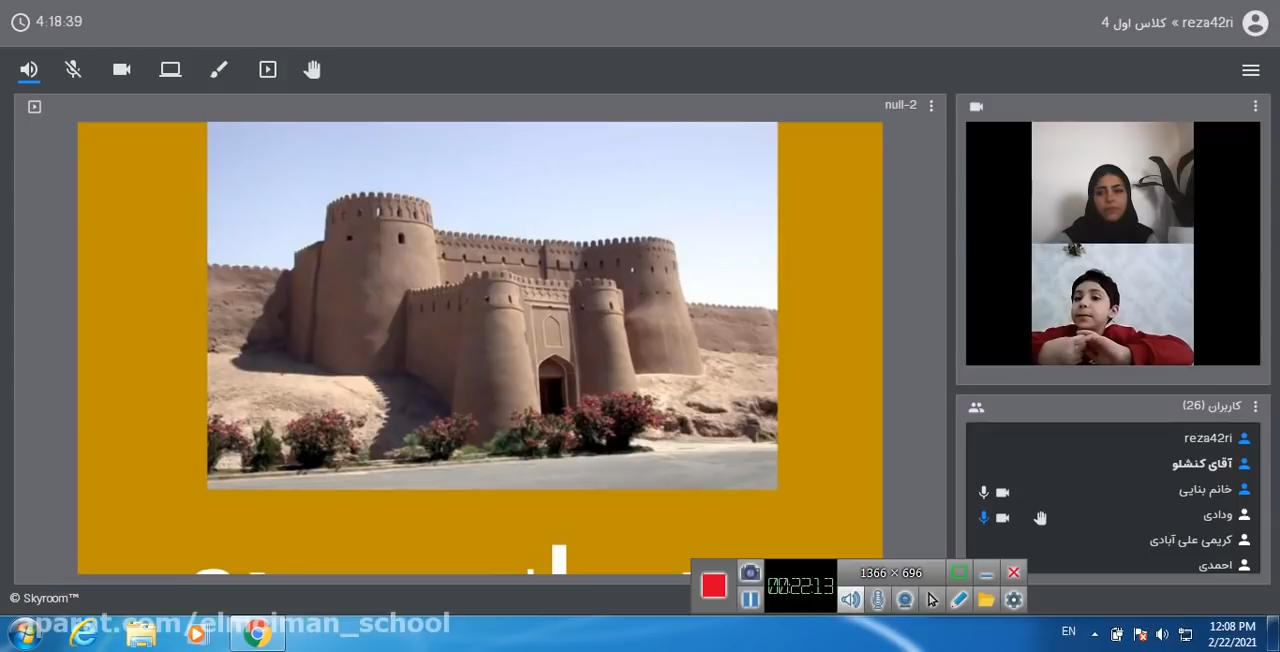 4:18:39
reza42ri » کلاس اول 4
null-2
کاربران (26)
reza42ri
آقای کنشلو
خانم بنایی
ودادی
کریمی علی آبادی
احمدی
1366 × 696
00:22:13
© Skyroom™
aparat.com/elmoiman_school
EN
12:08 PM
2/22/2021